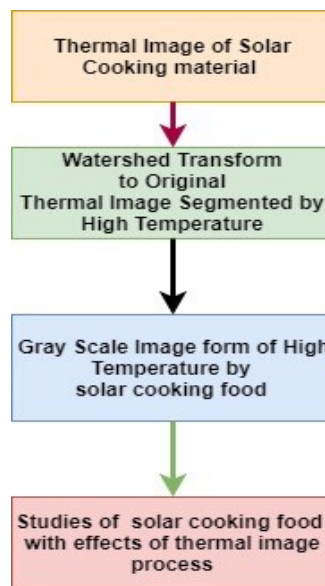 Thermal Image of Solar
Cooking material
Watershed Transform
to Original
Thermal Image Segmented by
High Temperature
Gray Scale Image form of High
Temperature by
solar cooking food
Studies of solar cooking food
with effects of thermal image
process